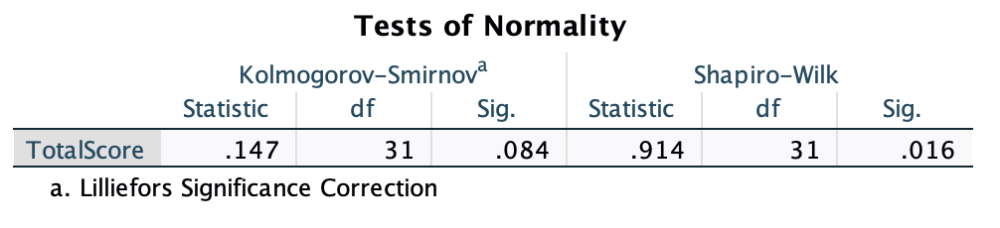 Tests of Normality
Kolmogorov-Smirnovᵃ Shapiro-Wilk
Statistic df Sig. Statistic df Sig.
TotalScore .147 31 .084 .914 31 .016
a. Lilliefors Significance Correction